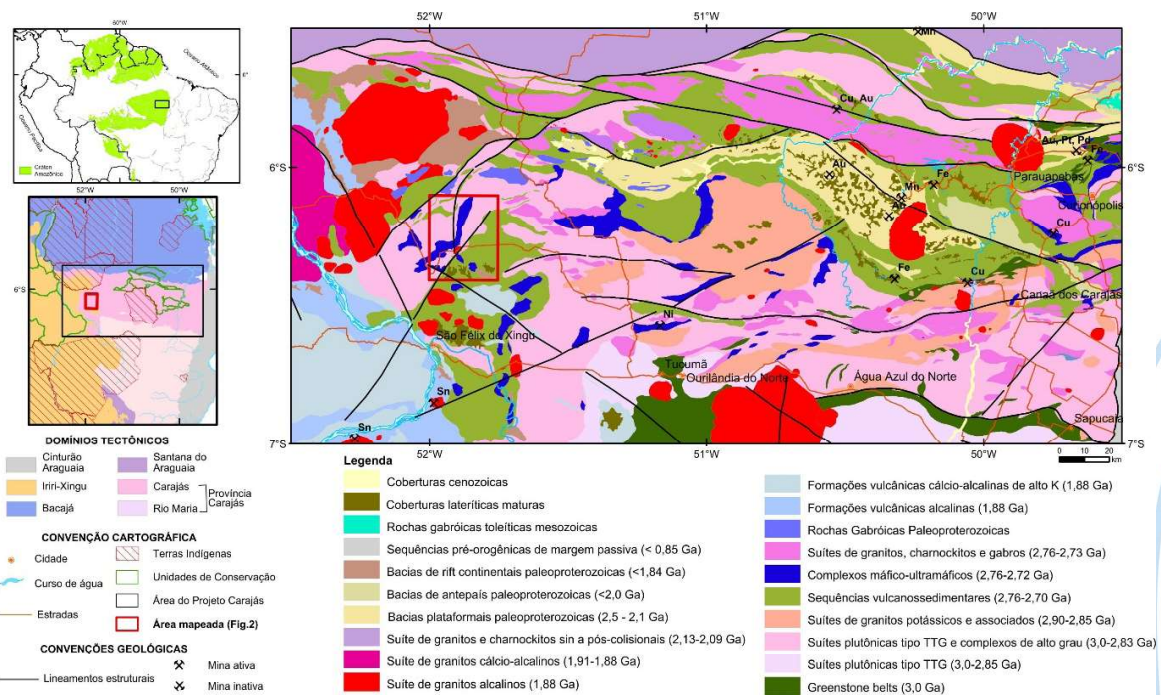 60°W
Oceano Atlântico
6°S
Oceano Pacífico
Cráton
Amazônico
52°W
50°W
6°S
DOMÍNIOS TECTÔNICOS
Cinturão
Araguaia
Santana do
Araguaia
Iriri-Xingu
Carajás
Província
Carajás
Bacajá
Rio Maria
CONVENÇÃO CARTOGRÁFICA
Cidade
Terras Indígenas
Curso de água
Unidades de Conservação
Área do Projeto Carajás
Estradas
Área mapeada (Fig.2)
CONVENÇÕES GEOLÓGICAS
Mina ativa
Lineamentos estruturais
Mina inativa
52°W
51°W
50°W
Mn
Cu, Au
Au, Pt, Pd
Fe
6°S
6°S
Au
Fe
Parauapebas
Mn
Curionópolis
Cu
Fe
Cu
Canaã dos Carajás
Ni
São Félix do Xingu
Tucumã
Ourilândia do Norte
Água Azul do Norte
Sn
Sapucaia
Sn
7°S
7°S
52°W
51°W
50°W
0 10 20
km
Legenda
Coberturas cenozoicas
Coberturas lateríticas maturas
Rochas gabróicas toleíticas mesozoicas
Sequências pré-orogênicas de margem passiva (< 0,85 Ga)
Bacias de rift continentais paleoproterozoicas (<1,84 Ga)
Bacias de antepaís paleoproterozoicas (<2,0 Ga)
Bacias plataformais paleoproterozoicas (2,5 - 2,1 Ga)
Suíte de granitos e charnockitos sin a pós-colisionais (2,13-2,09 Ga)
Suíte de granitos cálcio-alcalinos (1,91-1,88 Ga)
Suíte de granitos alcalinos (1,88 Ga)
Formações vulcânicas cálcio-alcalinas de alto K (1,88 Ga)
Formações vulcânicas alcalinas (1,88 Ga)
Rochas Gabróicas Paleoproterozoicas
Suítes de granitos, charnockitos e gabros (2,76-2,73 Ga)
Complexos máfico-ultramáficos (2,76-2,72 Ga)
Sequências vulcanossedimentares (2,76-2,70 Ga)
Suítes de granitos potássicos e associados (2,90-2,85 Ga)
Suítes plutônicas tipo TTG e complexos de alto grau (3,0-2,83 Ga)
Suítes plutônicas tipo TTG (3,0-2,85 Ga)
Greenstone belts (3,0 Ga)